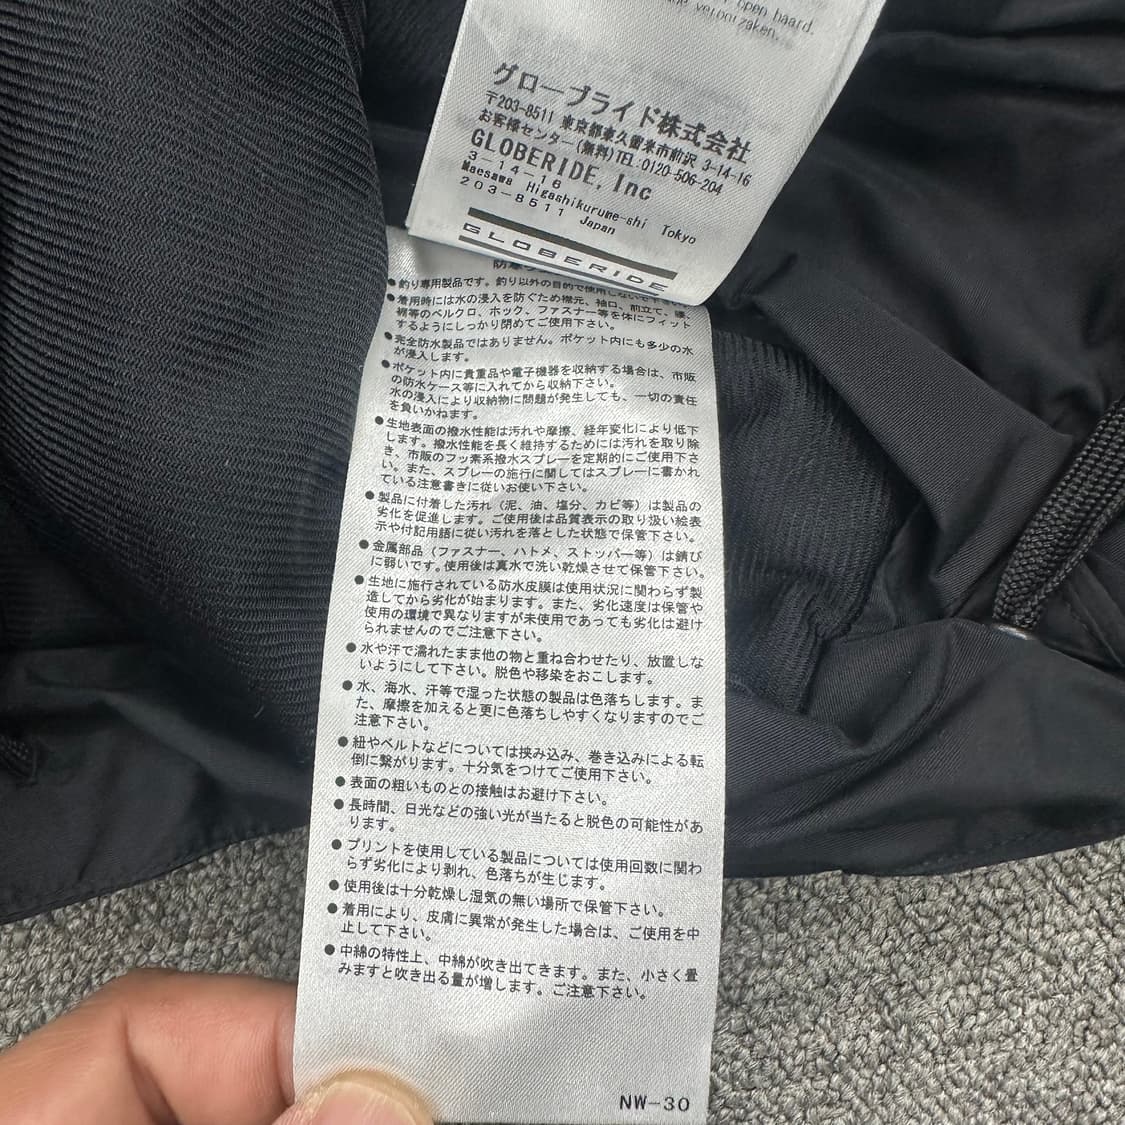 open haard.
veroorzaken.
グローブライド株式会社
〒203-8511 東京都東久留米市前沢 3-14-16
お客様センター(無料)TEL:0120-506-204
GLOBERIDE, Inc
3-14-16
Maesawa Higashikurume-shi Tokyo
203-8511 Japan
GLOBERIDE
●釣り専用製品です。釣り以外の目的で使用しないで下さい。
●着用時には水の浸入を防ぐため襟元、袖口、前立て、腰、
裾等のベルクロ、ホック、ファスナー等を体にフィット
するようにしっかり閉めてご使用下さい。
●完全防水製品ではありません。ポケット内にも多少の水
が浸入します。
●ポケット内に貴重品や電子機器を収納する場合は、市販
の防水ケース等に入れてから収納下さい。
水の浸入により収納物に問題が発生しても、一切の責任
を負いかねます。
●生地表面の撥水性能は汚れや摩擦、経年変化により低下
します。撥水性能を長く維持するためには汚れを取り除
き、市販のフッ素系撥水スプレーを定期的にご使用下さ
い。また、スプレーの施行に関してはスプレーに書かれ
ている注意書きに従いお使い下さい。
●製品に付着した汚れ(泥、油、塩分、カビ等)は製品の
劣化を促進します。ご使用後は品質表示の取り扱い絵表
示や付記用語に従い汚れを落とした状態で保管下さい。
●金属部品(ファスナー、ハトメ、ストッパー等)は錆び
に弱いです。使用後は真水で洗い乾燥させて保管下さい。
●生地に施行されている防水皮膜は使用状況に関わらず製
造してから劣化が始まります。また、劣化速度は保管や
使用の環境で異なりますが未使用であっても劣化は避け
られませんのでご注意下さい。
●水や汗で濡れたまま他の物と重ね合わせたり、放置しな
いようにして下さい。脱色や移染をおこします。
●水、海水、汗等で湿った状態の製品は色落ちします。ま
た、摩擦を加えると更に色落ちしやすくなりますのでご
注意下さい。
●紐やベルトなどについては挟み込み、巻き込みによる転
倒に繋がります。十分気をつけてご使用下さい。
●表面の粗いものとの接触はお避け下さい。
●長時間、日光などの強い光が当たると脱色の可能性があ
ります。
●プリントを使用している製品については使用回数に関わ
らず劣化により剥れ、色落ちが生じます。
●使用後は十分乾燥し湿気の無い場所で保管下さい。
●着用により、皮膚に異常が発生した場合は、ご使用を中
止して下さい。
●中綿の特性上、中綿が吹き出てきます。また、小さく畳
みますと吹き出る量が増します。ご注意下さい。
NW-30